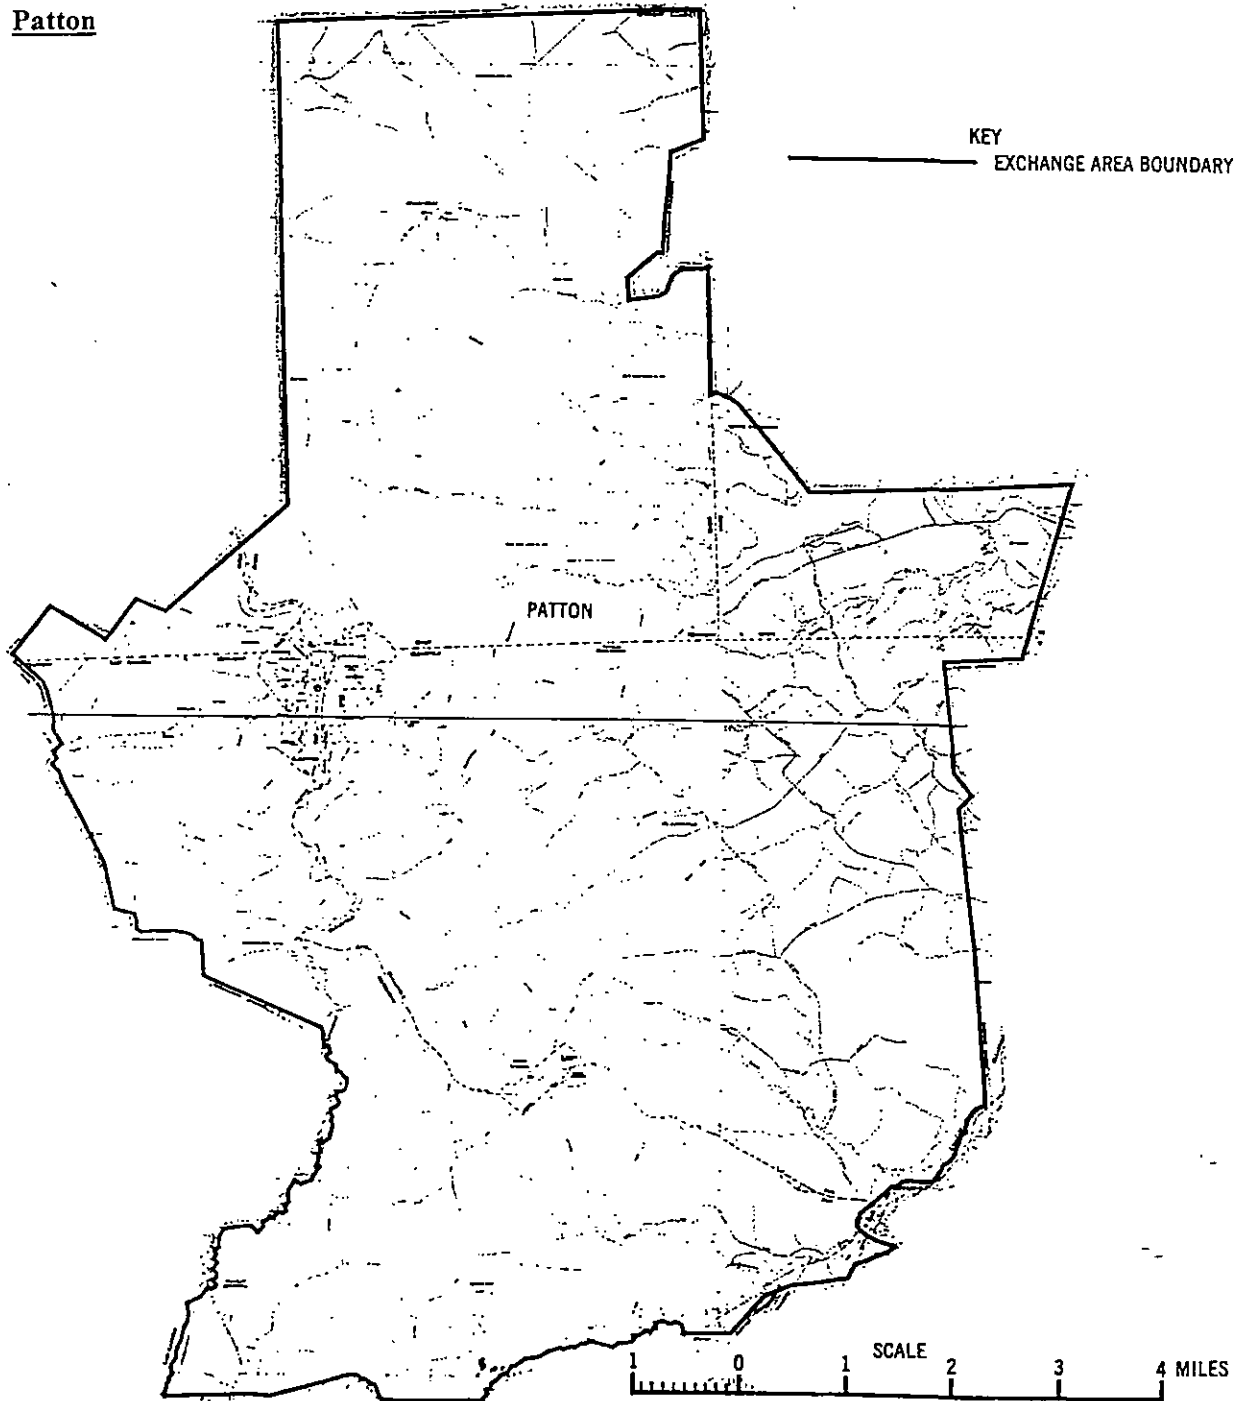 Patton
KEY
EXCHANGE AREA BOUNDARY
PATTON
SCALE
1 0 1 2 3 4 MILES